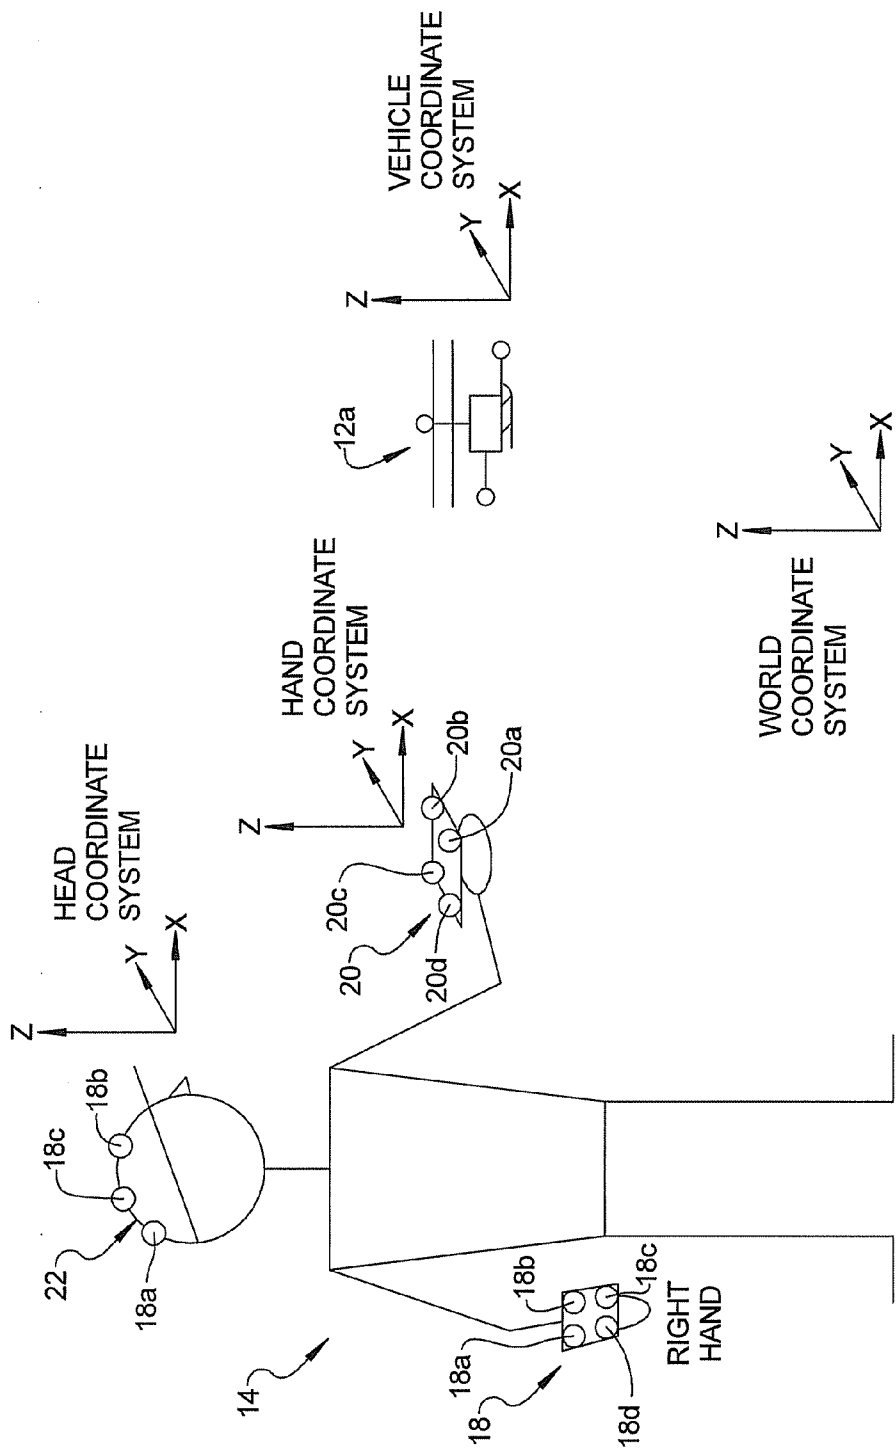 HEAD
COORDINATE
SYSTEM
Z
Y
X
18c
18b
22
18a
HAND
COORDINATE
SYSTEM
Z
Y
X
20c
20b
20
20d
20a
14
18b
18a
18c
18
18d
RIGHT
HAND
VEHICLE
COORDINATE
SYSTEM
Z
Y
X
12a
WORLD
COORDINATE
SYSTEM
Z
Y
X